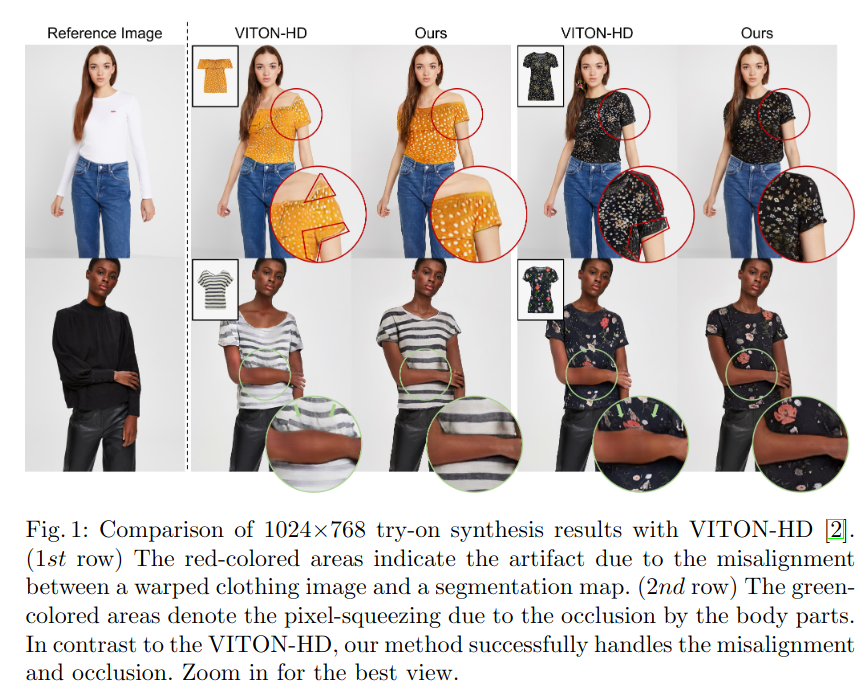 Reference Image VITON-HD Ours VITON-HD Ours
Fig. 1: Comparison of 1024×768 try-on synthesis results with VITON-HD [2].
(1st row) The red-colored areas indicate the artifact due to the misalignment
between a warped clothing image and a segmentation map. (2nd row) The green-
colored areas denote the pixel-squeezing due to the occlusion by the body parts.
In contrast to the VITON-HD, our method successfully handles the misalignment
and occlusion. Zoom in for the best view.